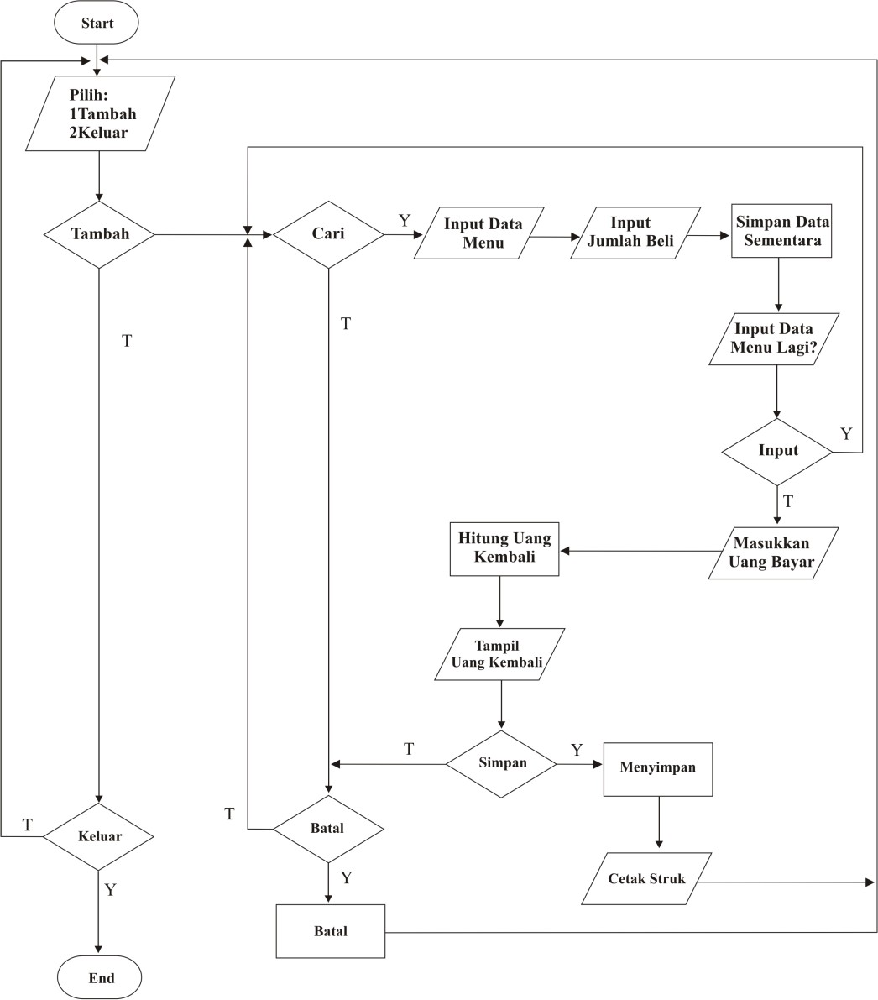 Start
Pilih:
1Tambah
2Keluar
Tambah
Cari
Y
Input Data
Menu
Input
Jumlah Beli
Simpan Data
Sementara
T
T
Input Data
Menu Lagi?
Input
Y
T
Masukkan
Uang Bayar
Hitung Uang
Kembali
Tampil
Uang Kembali
Simpan
T
Y
Menyimpan
Batal
T
Keluar
T
Y
Y
Cetak Struk
Batal
End